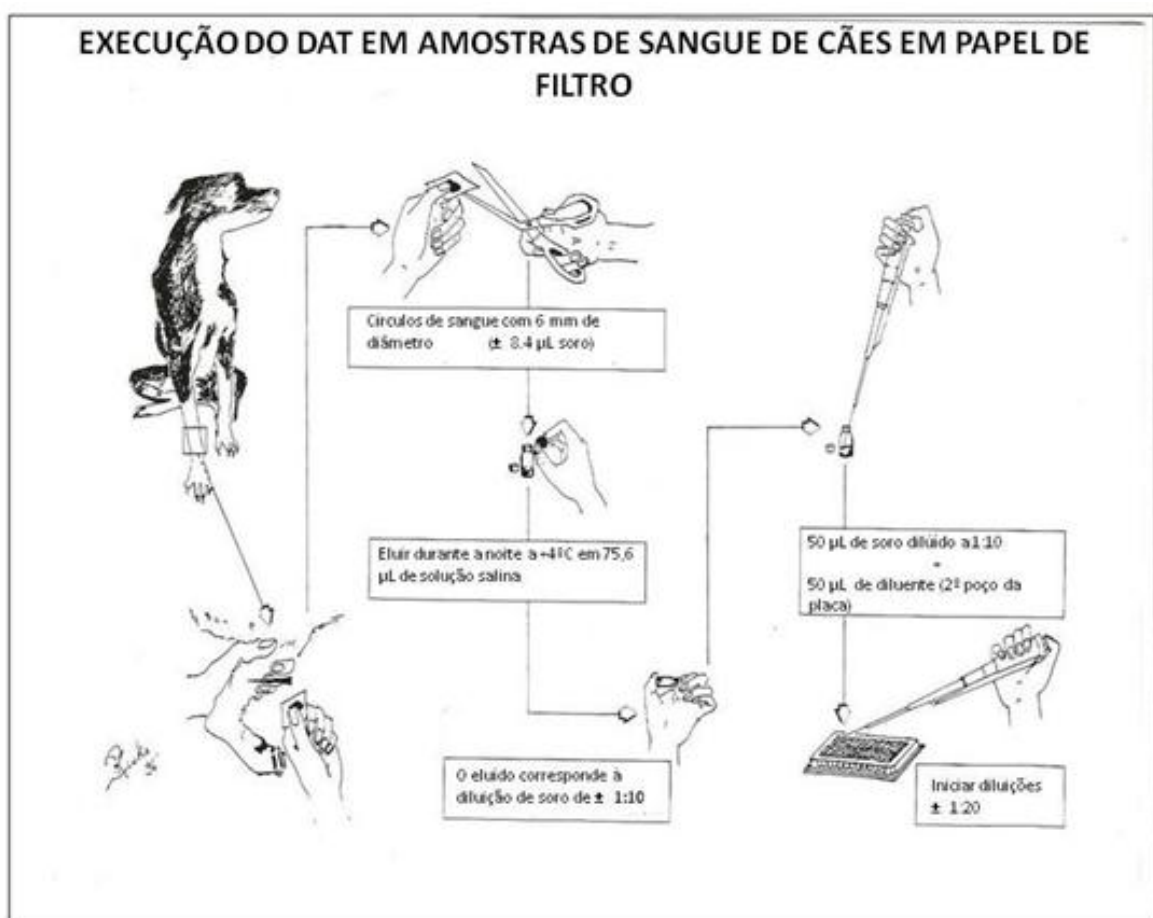 EXECUÇÃO DO DAT EM AMOSTRAS DE SANGUE DE CÃES EM PAPEL DE
FILTRO
Círculos de sangue com 6 mm de
diâmetro (± 8.4 µL soro)
Eluir durante a noite a +4ºC em 75,6
µL de solução salina
O eluído corresponde à
diluição de soro de ± 1:10
50 µL de soro diluído a 1:10
+
50 µL de diluente (2º poço da
placa)
Iniciar diluições
± 1:20